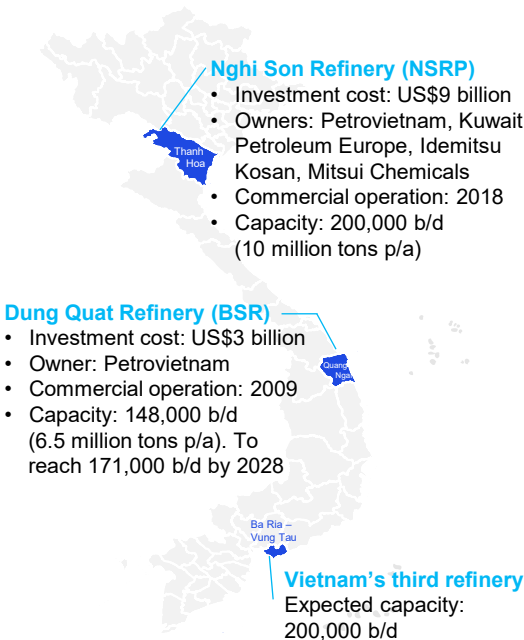 Nghi Son Refinery (NSRP)
• Investment cost: US$9 billion
• Owners: Petrovietnam, Kuwait
Petroleum Europe, Idemitsu
Kosan, Mitsui Chemicals
• Commercial operation: 2018
• Capacity: 200,000 b/d
(10 million tons p/a)
Thanh
Hoa
Dung Quat Refinery (BSR)
• Investment cost: US$3 billion
• Owner: Petrovietnam
• Commercial operation: 2009
• Capacity: 148,000 b/d
(6.5 million tons p/a). To
reach 171,000 b/d by 2028
Quang
Ngai
Ba Ria –
Vung Tau
Vietnam's third refinery
Expected capacity:
200,000 b/d